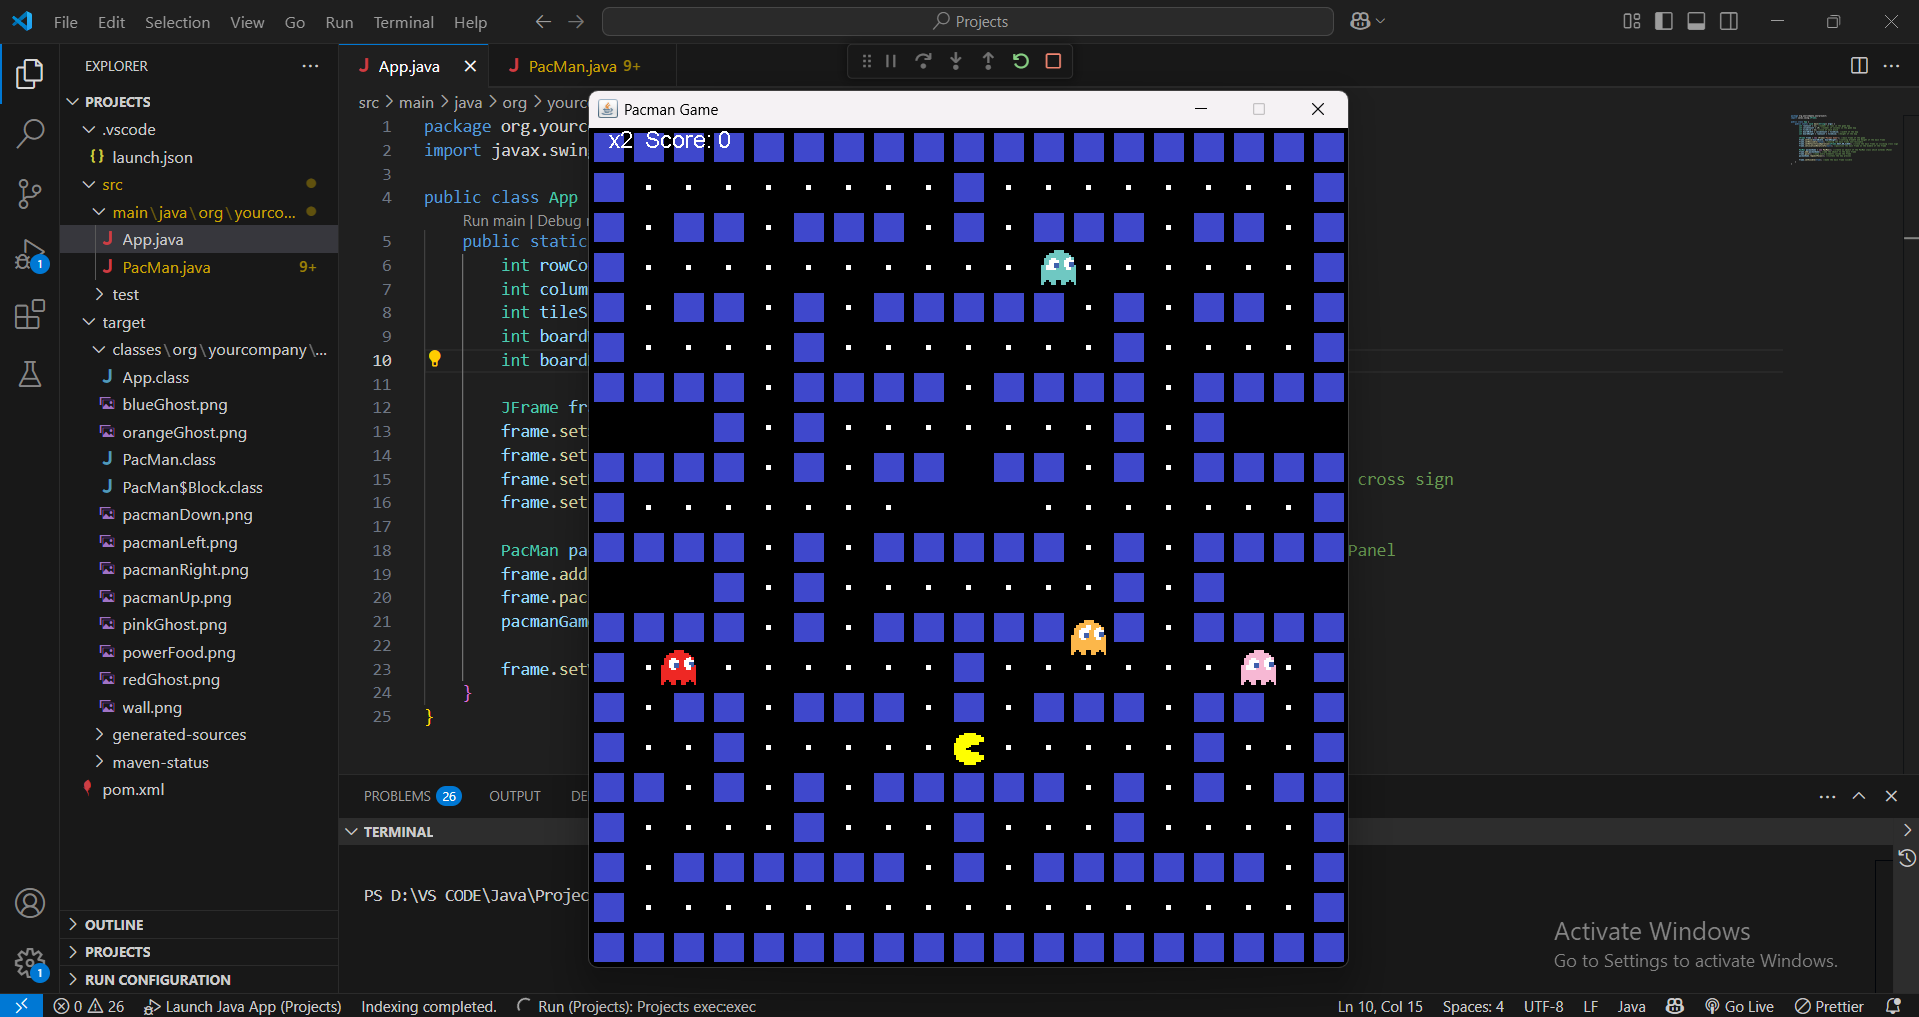 File Edit Selection View Go Run Terminal Help
Projects
EXPLORER
PROJECTS
.vscode
launch.json
src
main\java\org\yourco...
App.java
PacMan.java 9+
test
target
classes\org\yourcompany\...
App.class
blueGhost.png
orangeGhost.png
PacMan.class
PacMan$Block.class
pacmanDown.png
pacmanLeft.png
pacmanRight.png
pacmanUp.png
pinkGhost.png
powerFood.png
redGhost.png
wall.png
generated-sources
maven-status
pom.xml
OUTLINE
PROJECTS
RUN CONFIGURATION
1
1
App.java
PacMan.java 9+
src > main > java > org > yourc
1 package org.yourc
2 import javax.swin
3
4 public class App
Run main | Debug
5 public static
6 int rowCo
7 int colum
8 int tileS
9 int board
10 int board
11
12 JFrame fr
13 frame.set
14 frame.set
15 frame.set cross sign
16 frame.set
17
18 PacMan pa Panel
19 frame.add
20 frame.pac
21 pacmanGam
22
23 frame.set
24 }
25 }
Pacman Game
x2 Score: 0
PROBLEMS 26 OUTPUT DE
TERMINAL
PS D:\VS CODE\Java\Projec
Activate Windows
Go to Settings to activate Windows.
0 26 Launch Java App (Projects) Indexing completed. Run (Projects): Projects exec:exec Ln 10, Col 15 Spaces: 4 UTF-8 LF Java Go Live Prettier